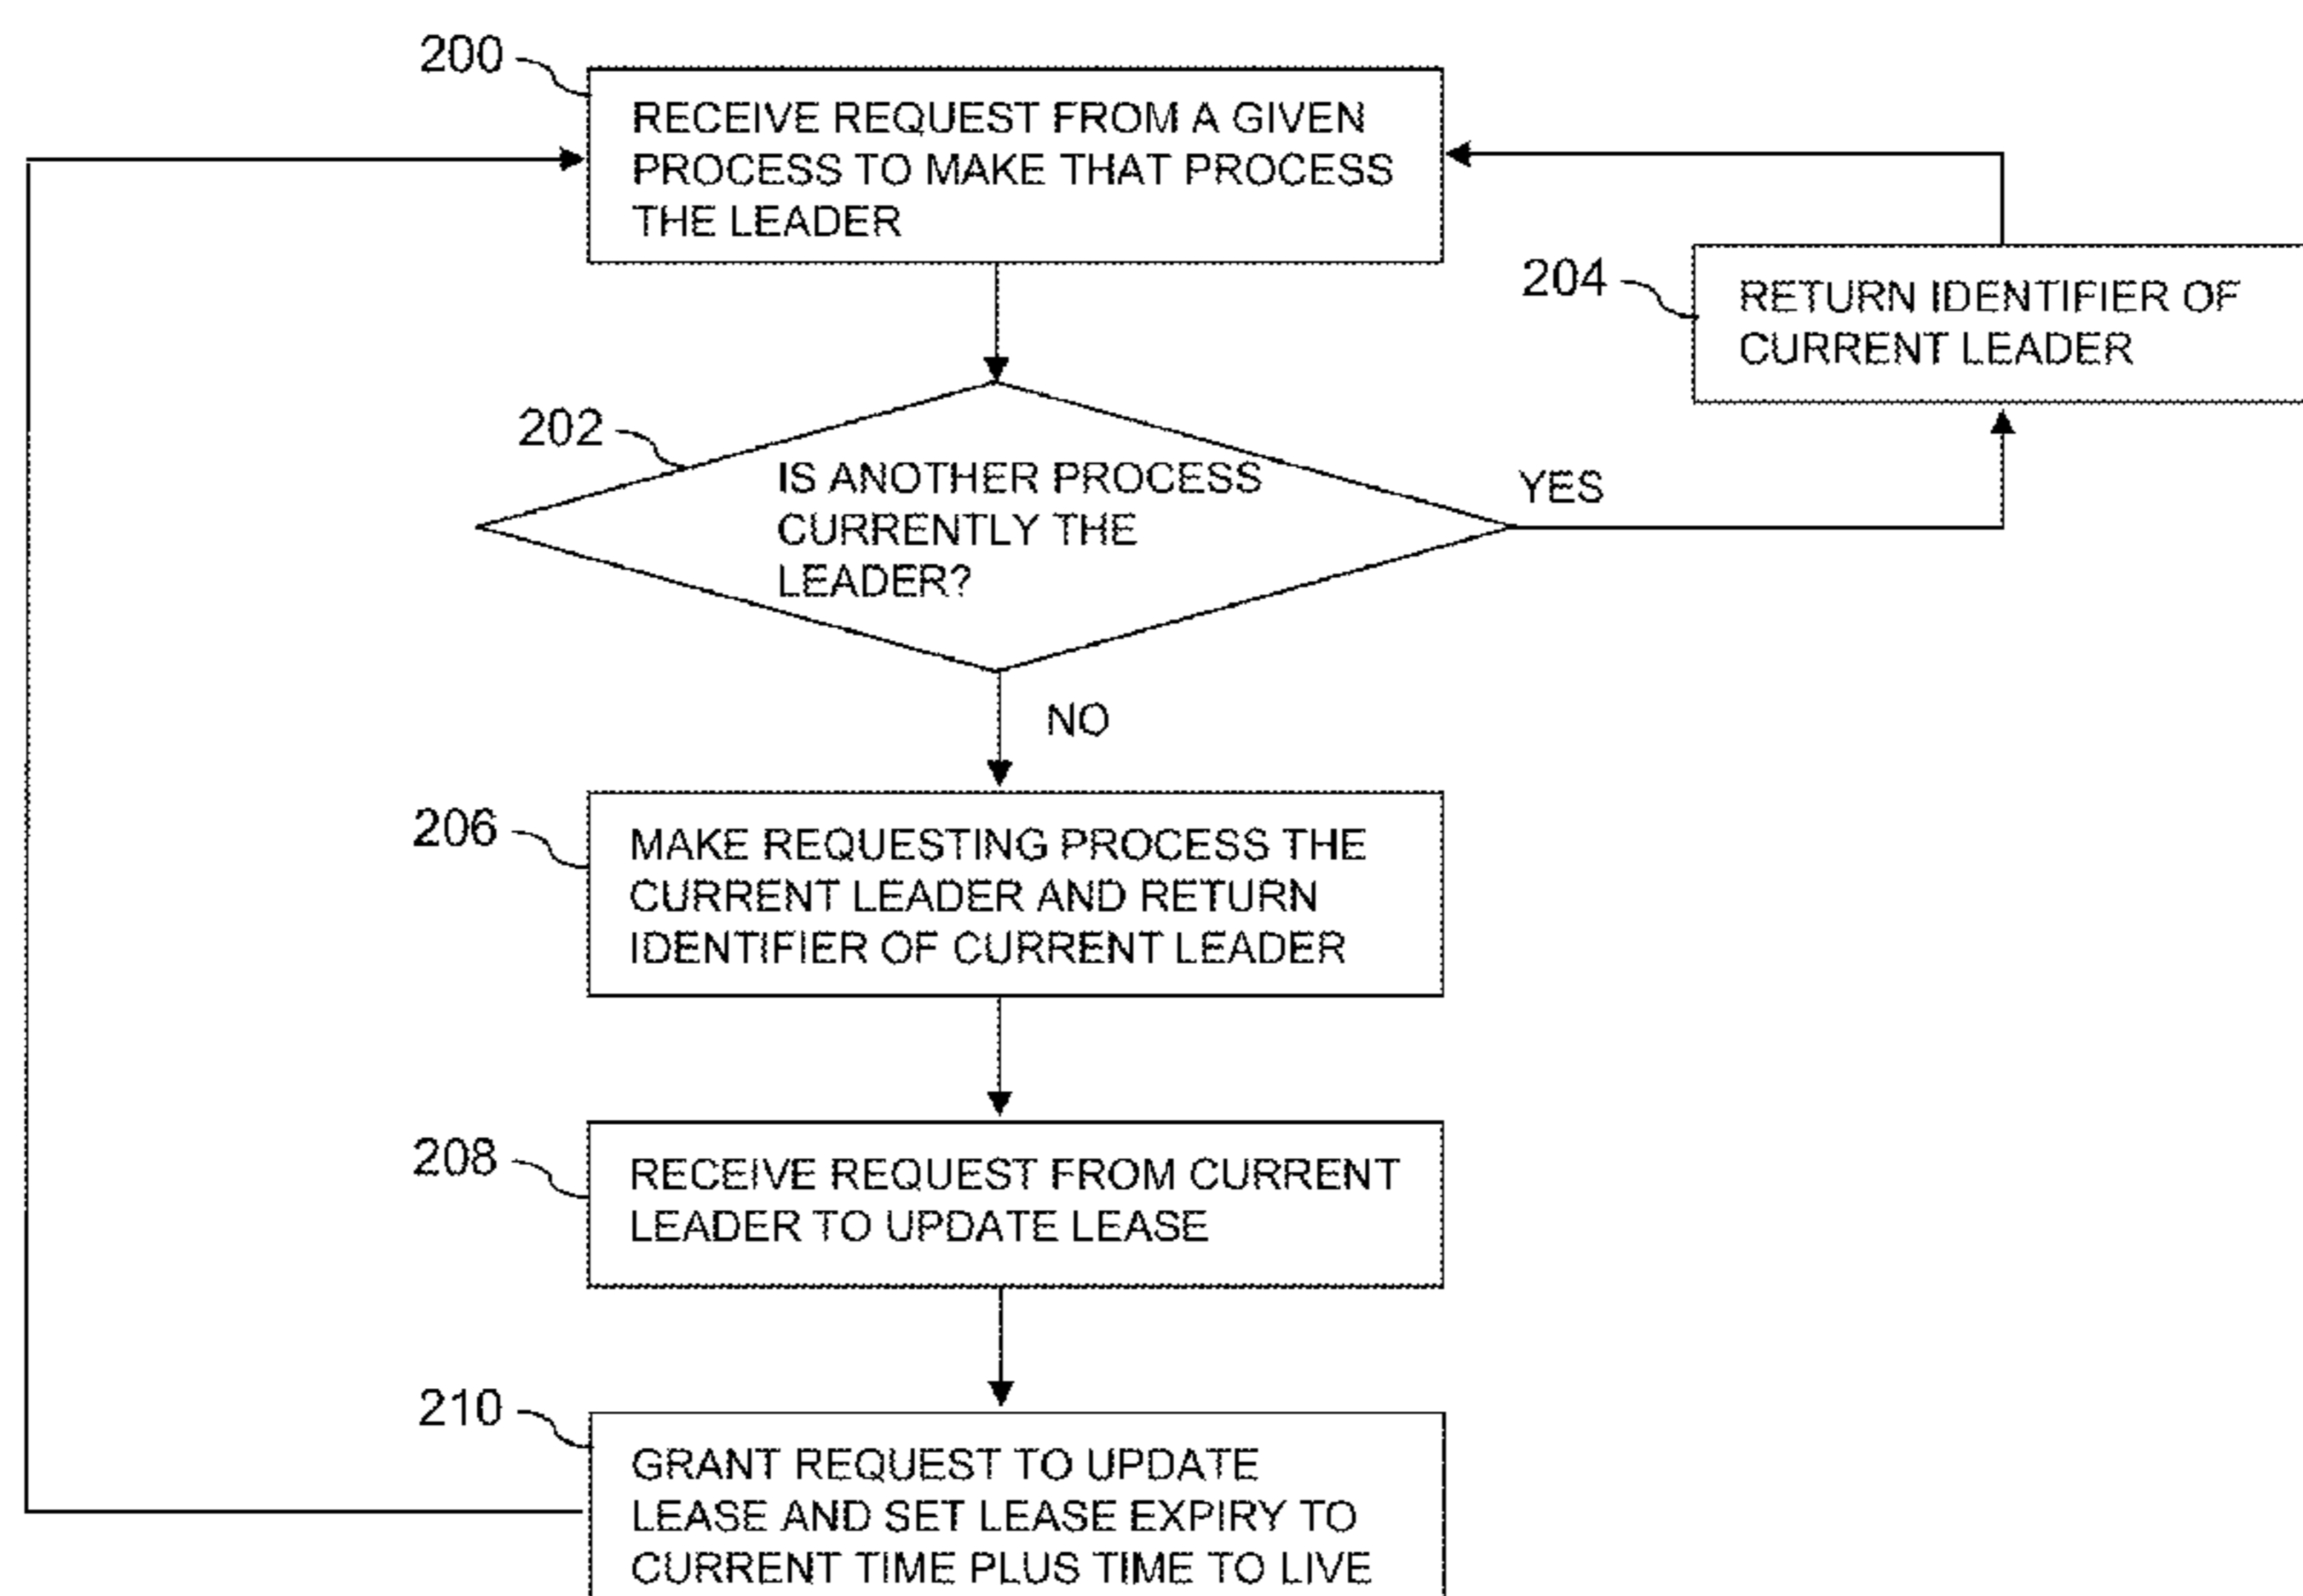 200
RECEIVE REQUEST FROM A GIVEN
PROCESS TO MAKE THAT PROCESS
THE LEADER
204
RETURN IDENTIFIER OF
CURRENT LEADER
202
IS ANOTHER PROCESS
CURRENTLY THE
LEADER?
YES
NO
206
MAKE REQUESTING PROCESS THE
CURRENT LEADER AND RETURN
IDENTIFIER OF CURRENT LEADER
208
RECEIVE REQUEST FROM CURRENT
LEADER TO UPDATE LEASE
210
GRANT REQUEST TO UPDATE
LEASE AND SET LEASE EXPIRY TO
CURRENT TIME PLUS TIME TO LIVE